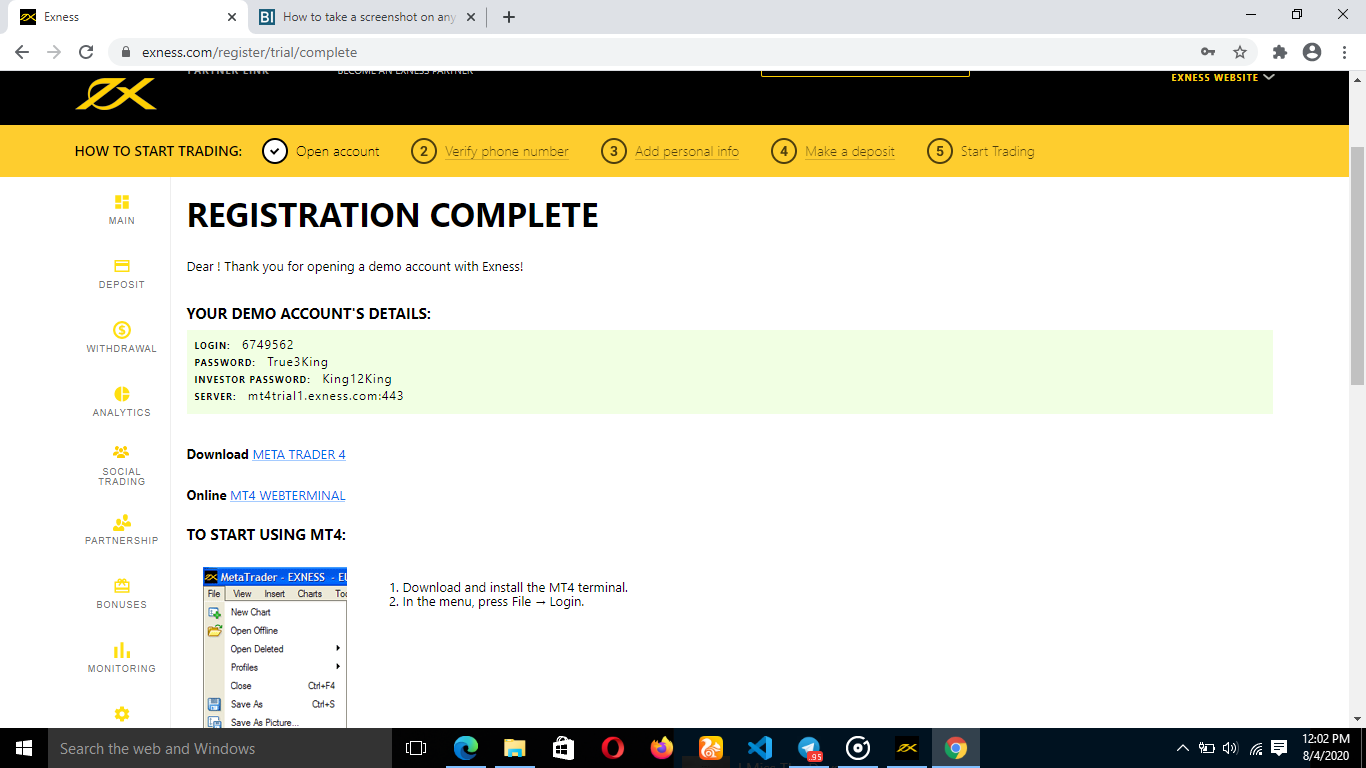 Exness
How to take a screenshot on any
exness.com/register/trial/complete
PARTNER LINK
BECOME AN EXNESS PARTNER
EXNESS WEBSITE
HOW TO START TRADING:
Open account
2 Verify phone number
3 Add personal info
4 Make a deposit
5 Start Trading
MAIN
DEPOSIT
WITHDRAWAL
ANALYTICS
SOCIAL
TRADING
PARTNERSHIP
BONUSES
MONITORING
REGISTRATION COMPLETE
Dear ! Thank you for opening a demo account with Exness!
YOUR DEMO ACCOUNT'S DETAILS:
LOGIN: 6749562
PASSWORD: True3King
INVESTOR PASSWORD: King12King
SERVER: mt4trial1.exness.com:443
Download META TRADER 4
Online MT4 WEBTERMINAL
TO START USING MT4:
MetaTrader - EXNESS - EU
File View Insert Charts Too
New Chart
Open Offline
Open Deleted
Profiles
Close Ctrl+F4
Save As Ctrl+S
Save As Picture...
1. Download and install the MT4 terminal.
2. In the menu, press File → Login.
Search the web and Windows
.95
12:02 PM
8/4/2020